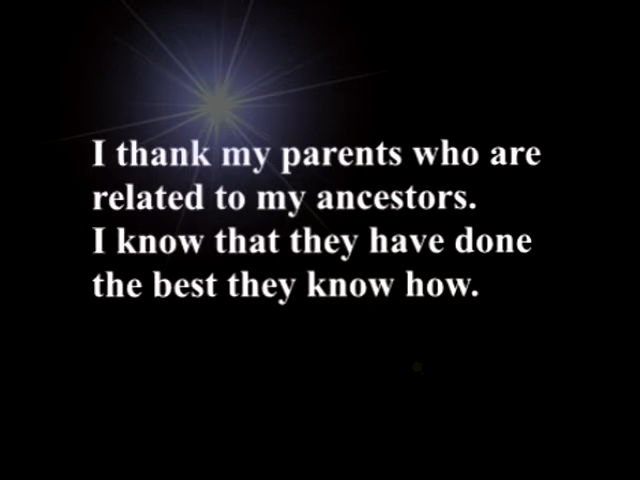 I thank my parents who are
related to my ancestors.
I know that they have done
the best they know how.